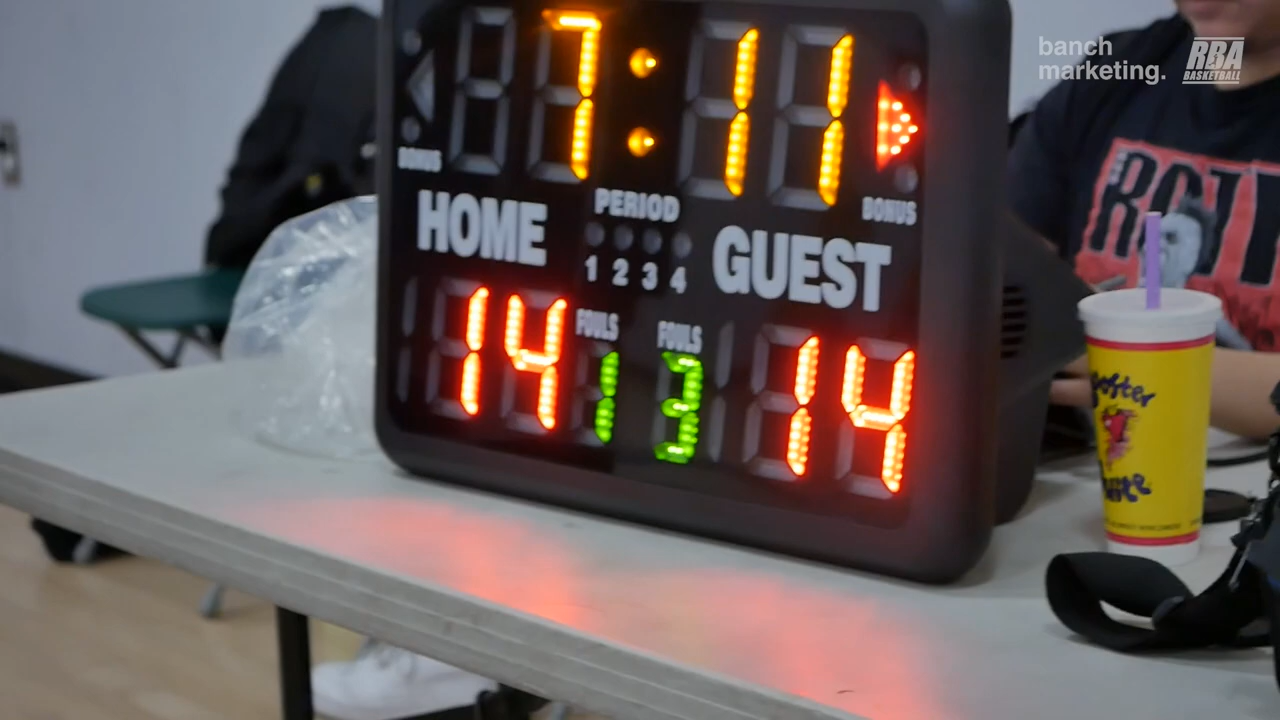 banch
marketing.
RBA
BASKETBALL
7:11
BONUS
BONUS
HOME
PERIOD
GUEST
1 2 3 4
14
FOULS
FOULS
14
1
3